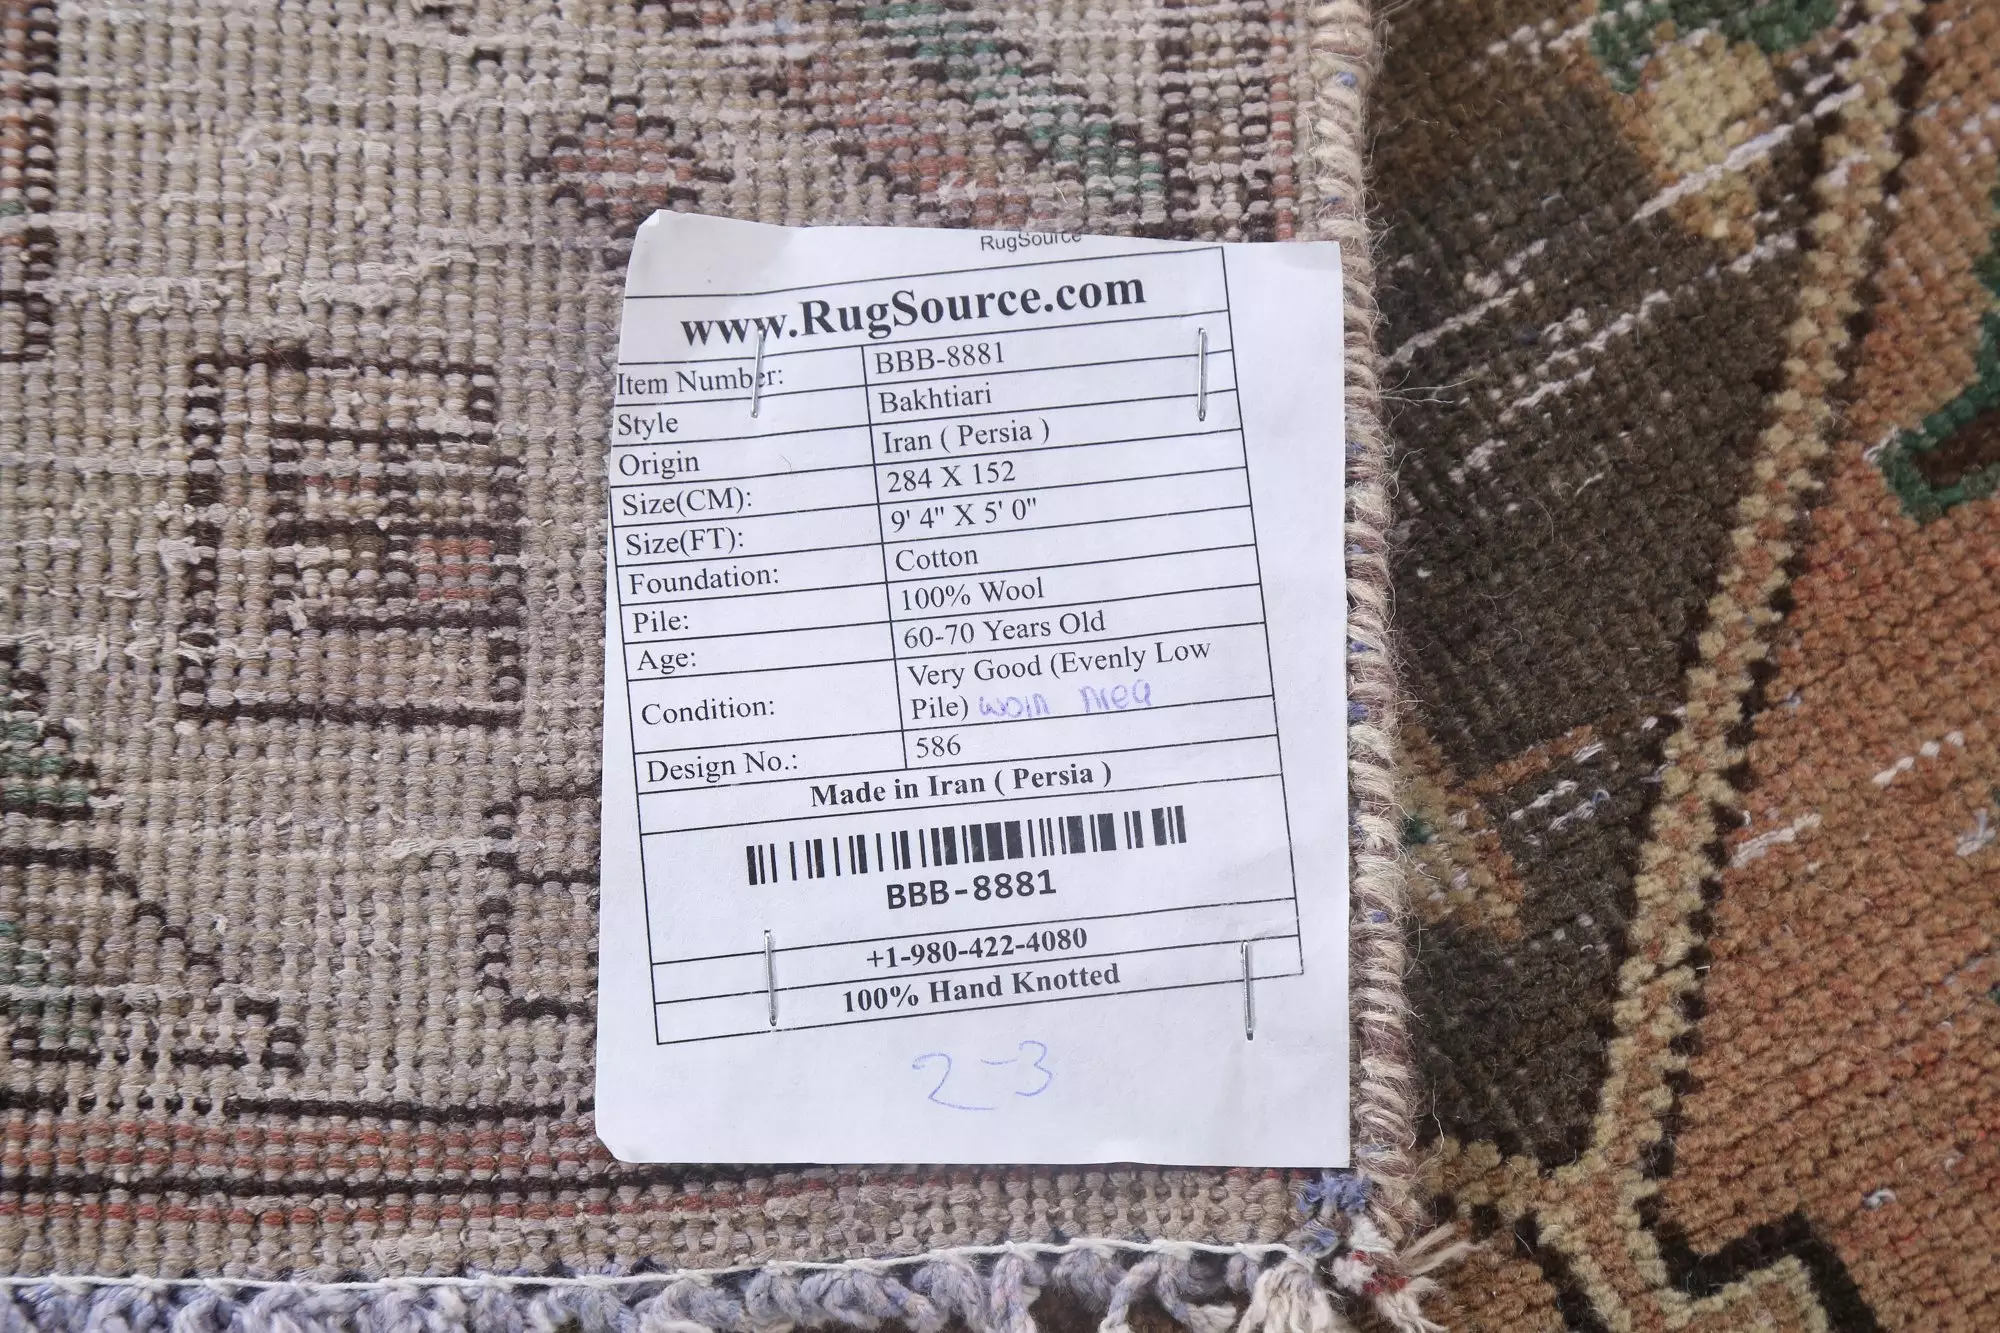 RugSource
www.RugSource.com
Item Number: BBB-8881
Style Bakhtiari
Origin Iran ( Persia )
Size(CM): 284 X 152
Size(FT): 9' 4" X 5' 0"
Foundation: Cotton
Pile: 100% Wool
Age: 60-70 Years Old
Condition: Very Good (Evenly Low
Pile)
Design No.: 586
Made in Iran ( Persia )
BBB-8881
+1-980-422-4080
100% Hand Knotted
2-3